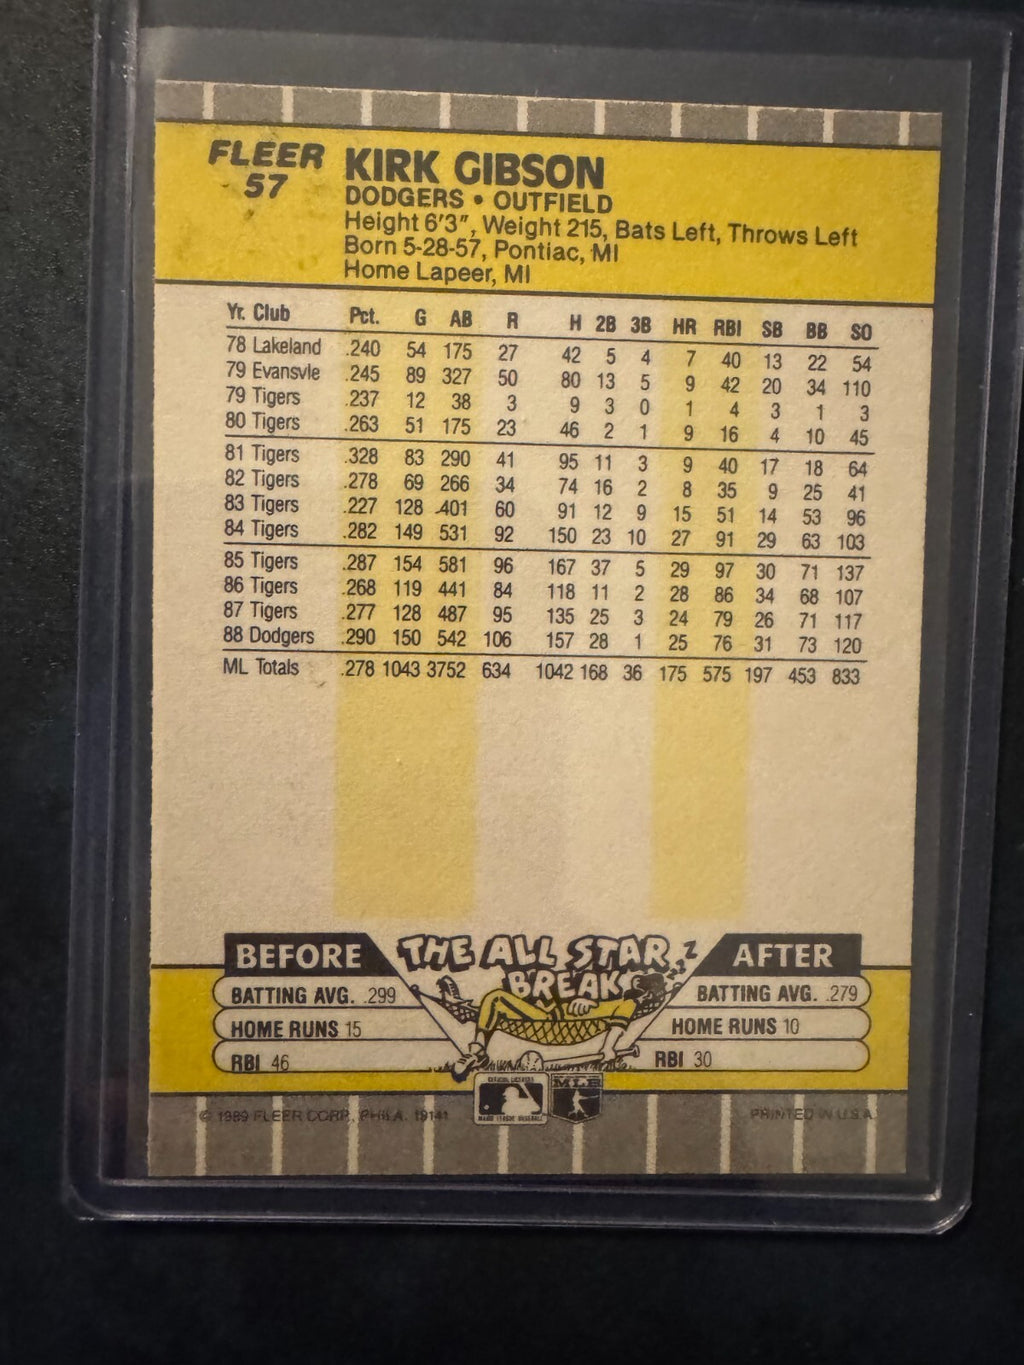 FLEER
57
KIRK GIBSON
DODGERS • OUTFIELD
Height 6'3", Weight 215, Bats Left, Throws Left
Born 5-28-57, Pontiac, MI
Home Lapeer, MI
Yr. Club Pct. G AB R H 2B 3B HR RBI SB BB SO
78 Lakeland .240 54 175 27 42 5 4 7 40 13 22 54
79 Evansvle .245 89 327 50 80 13 5 9 42 20 34 110
79 Tigers .237 12 38 3 9 3 0 1 4 3 1 3
80 Tigers .263 51 175 23 46 2 1 9 16 4 10 45
81 Tigers .328 83 290 41 95 11 3 9 40 17 18 64
82 Tigers .278 69 266 34 74 16 2 8 35 9 25 41
83 Tigers .227 128 401 60 91 12 9 15 51 14 53 96
84 Tigers .282 149 531 92 150 23 10 27 91 29 63 103
85 Tigers .287 154 581 96 167 37 5 29 97 30 71 137
86 Tigers .268 119 441 84 118 11 2 28 86 34 68 107
87 Tigers .277 128 487 95 135 25 3 24 79 26 71 117
88 Dodgers .290 150 542 106 157 28 1 25 76 31 73 120
ML Totals .278 1043 3752 634 1042 168 36 175 575 197 453 833
BEFORE THE ALL STAR BREAK zzZZ AFTER
BATTING AVG. .299 BATTING AVG. .279
HOME RUNS 15 HOME RUNS 10
RBI 46 RBI 30
OFFICIAL LICENSEE
MAJOR LEAGUE BASEBALL
MLB
© 1989 FLEER CORP., PHILA. 19141 PRINTED IN U.S.A.